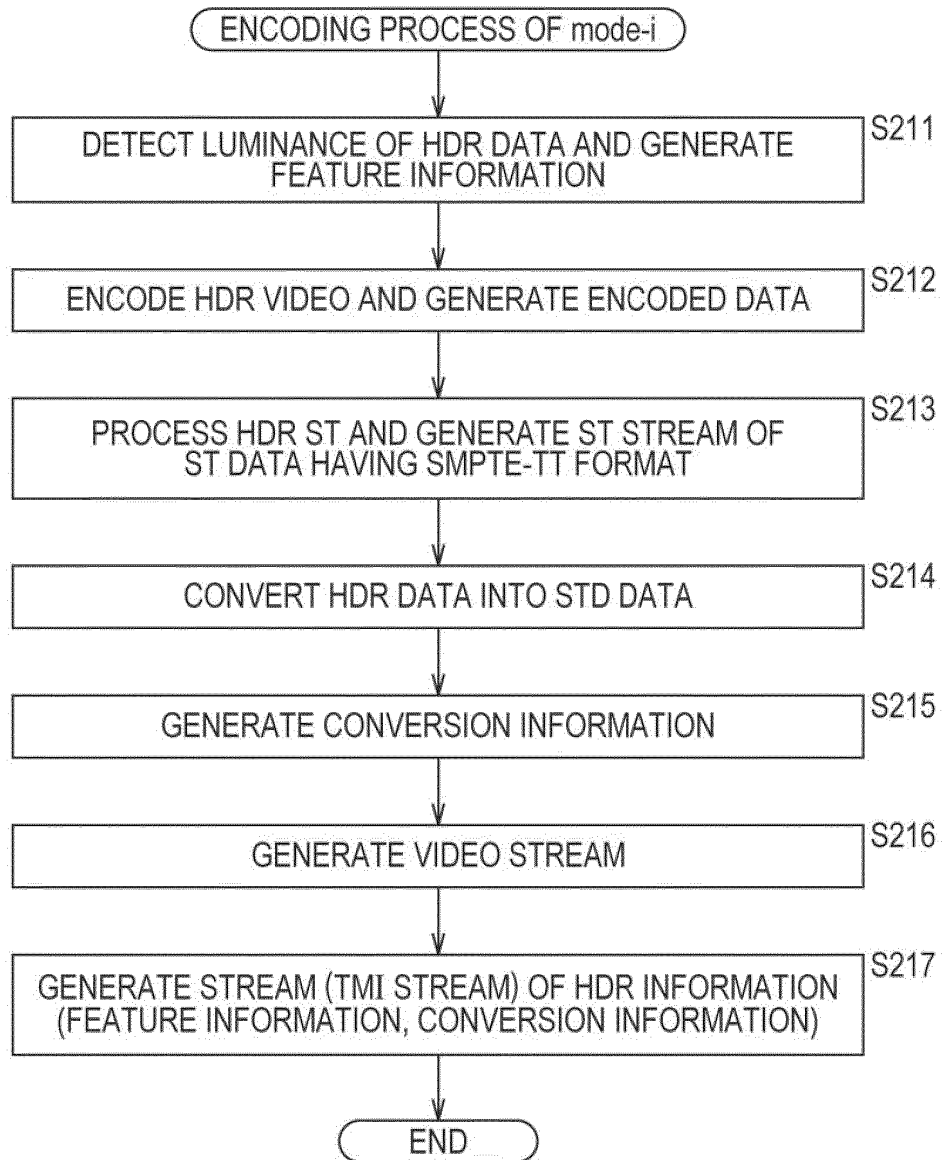 ENCODING PROCESS OF mode-i
S211
DETECT LUMINANCE OF HDR DATA AND GENERATE
FEATURE INFORMATION
S212
ENCODE HDR VIDEO AND GENERATE ENCODED DATA
S213
PROCESS HDR ST AND GENERATE ST STREAM OF
ST DATA HAVING SMPTE-TT FORMAT
S214
CONVERT HDR DATA INTO STD DATA
S215
GENERATE CONVERSION INFORMATION
S216
GENERATE VIDEO STREAM
S217
GENERATE STREAM (TMI STREAM) OF HDR INFORMATION
(FEATURE INFORMATION, CONVERSION INFORMATION)
END